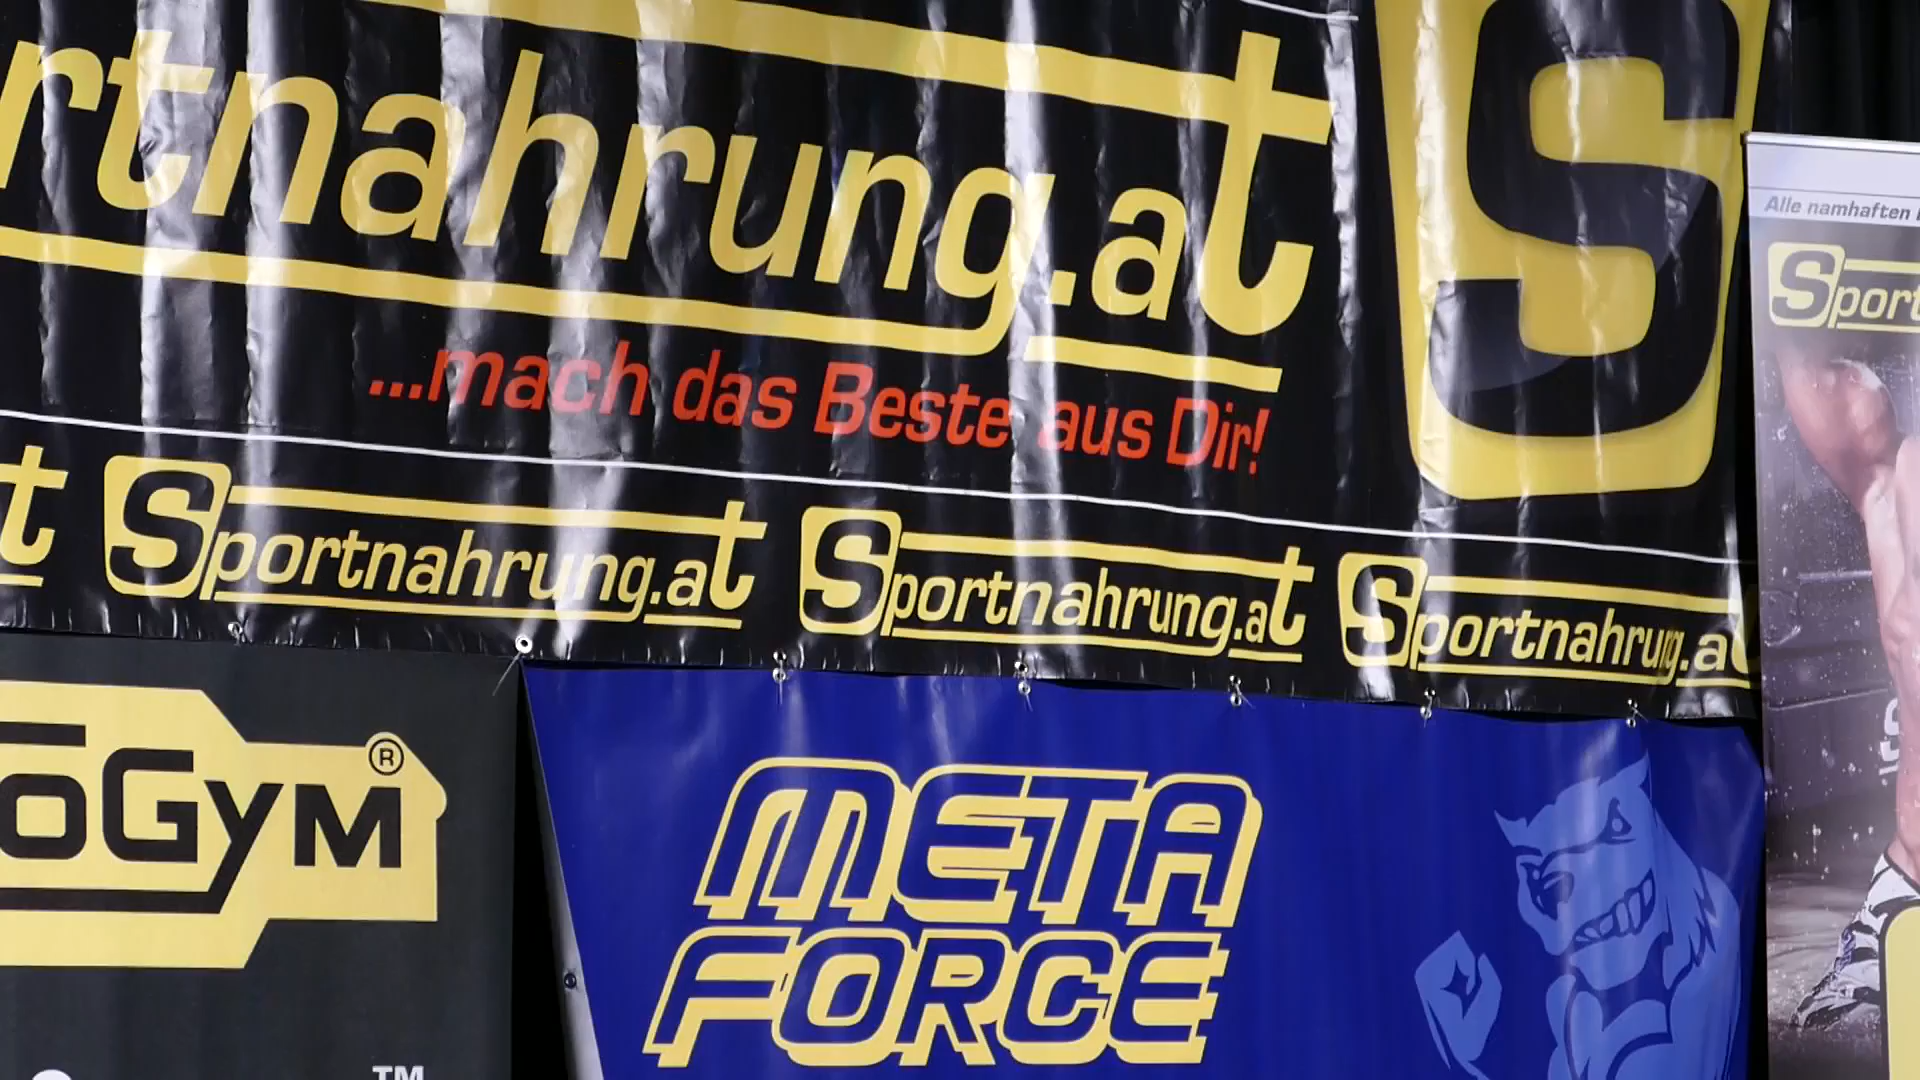 rtnahrung.at
S
...mach das Beste aus Dir!
t Sportnahrung.at Sportnahrung.at Sportnahrung.at
Alle namhaften
Sport
oGym®
META
FORCE
TM